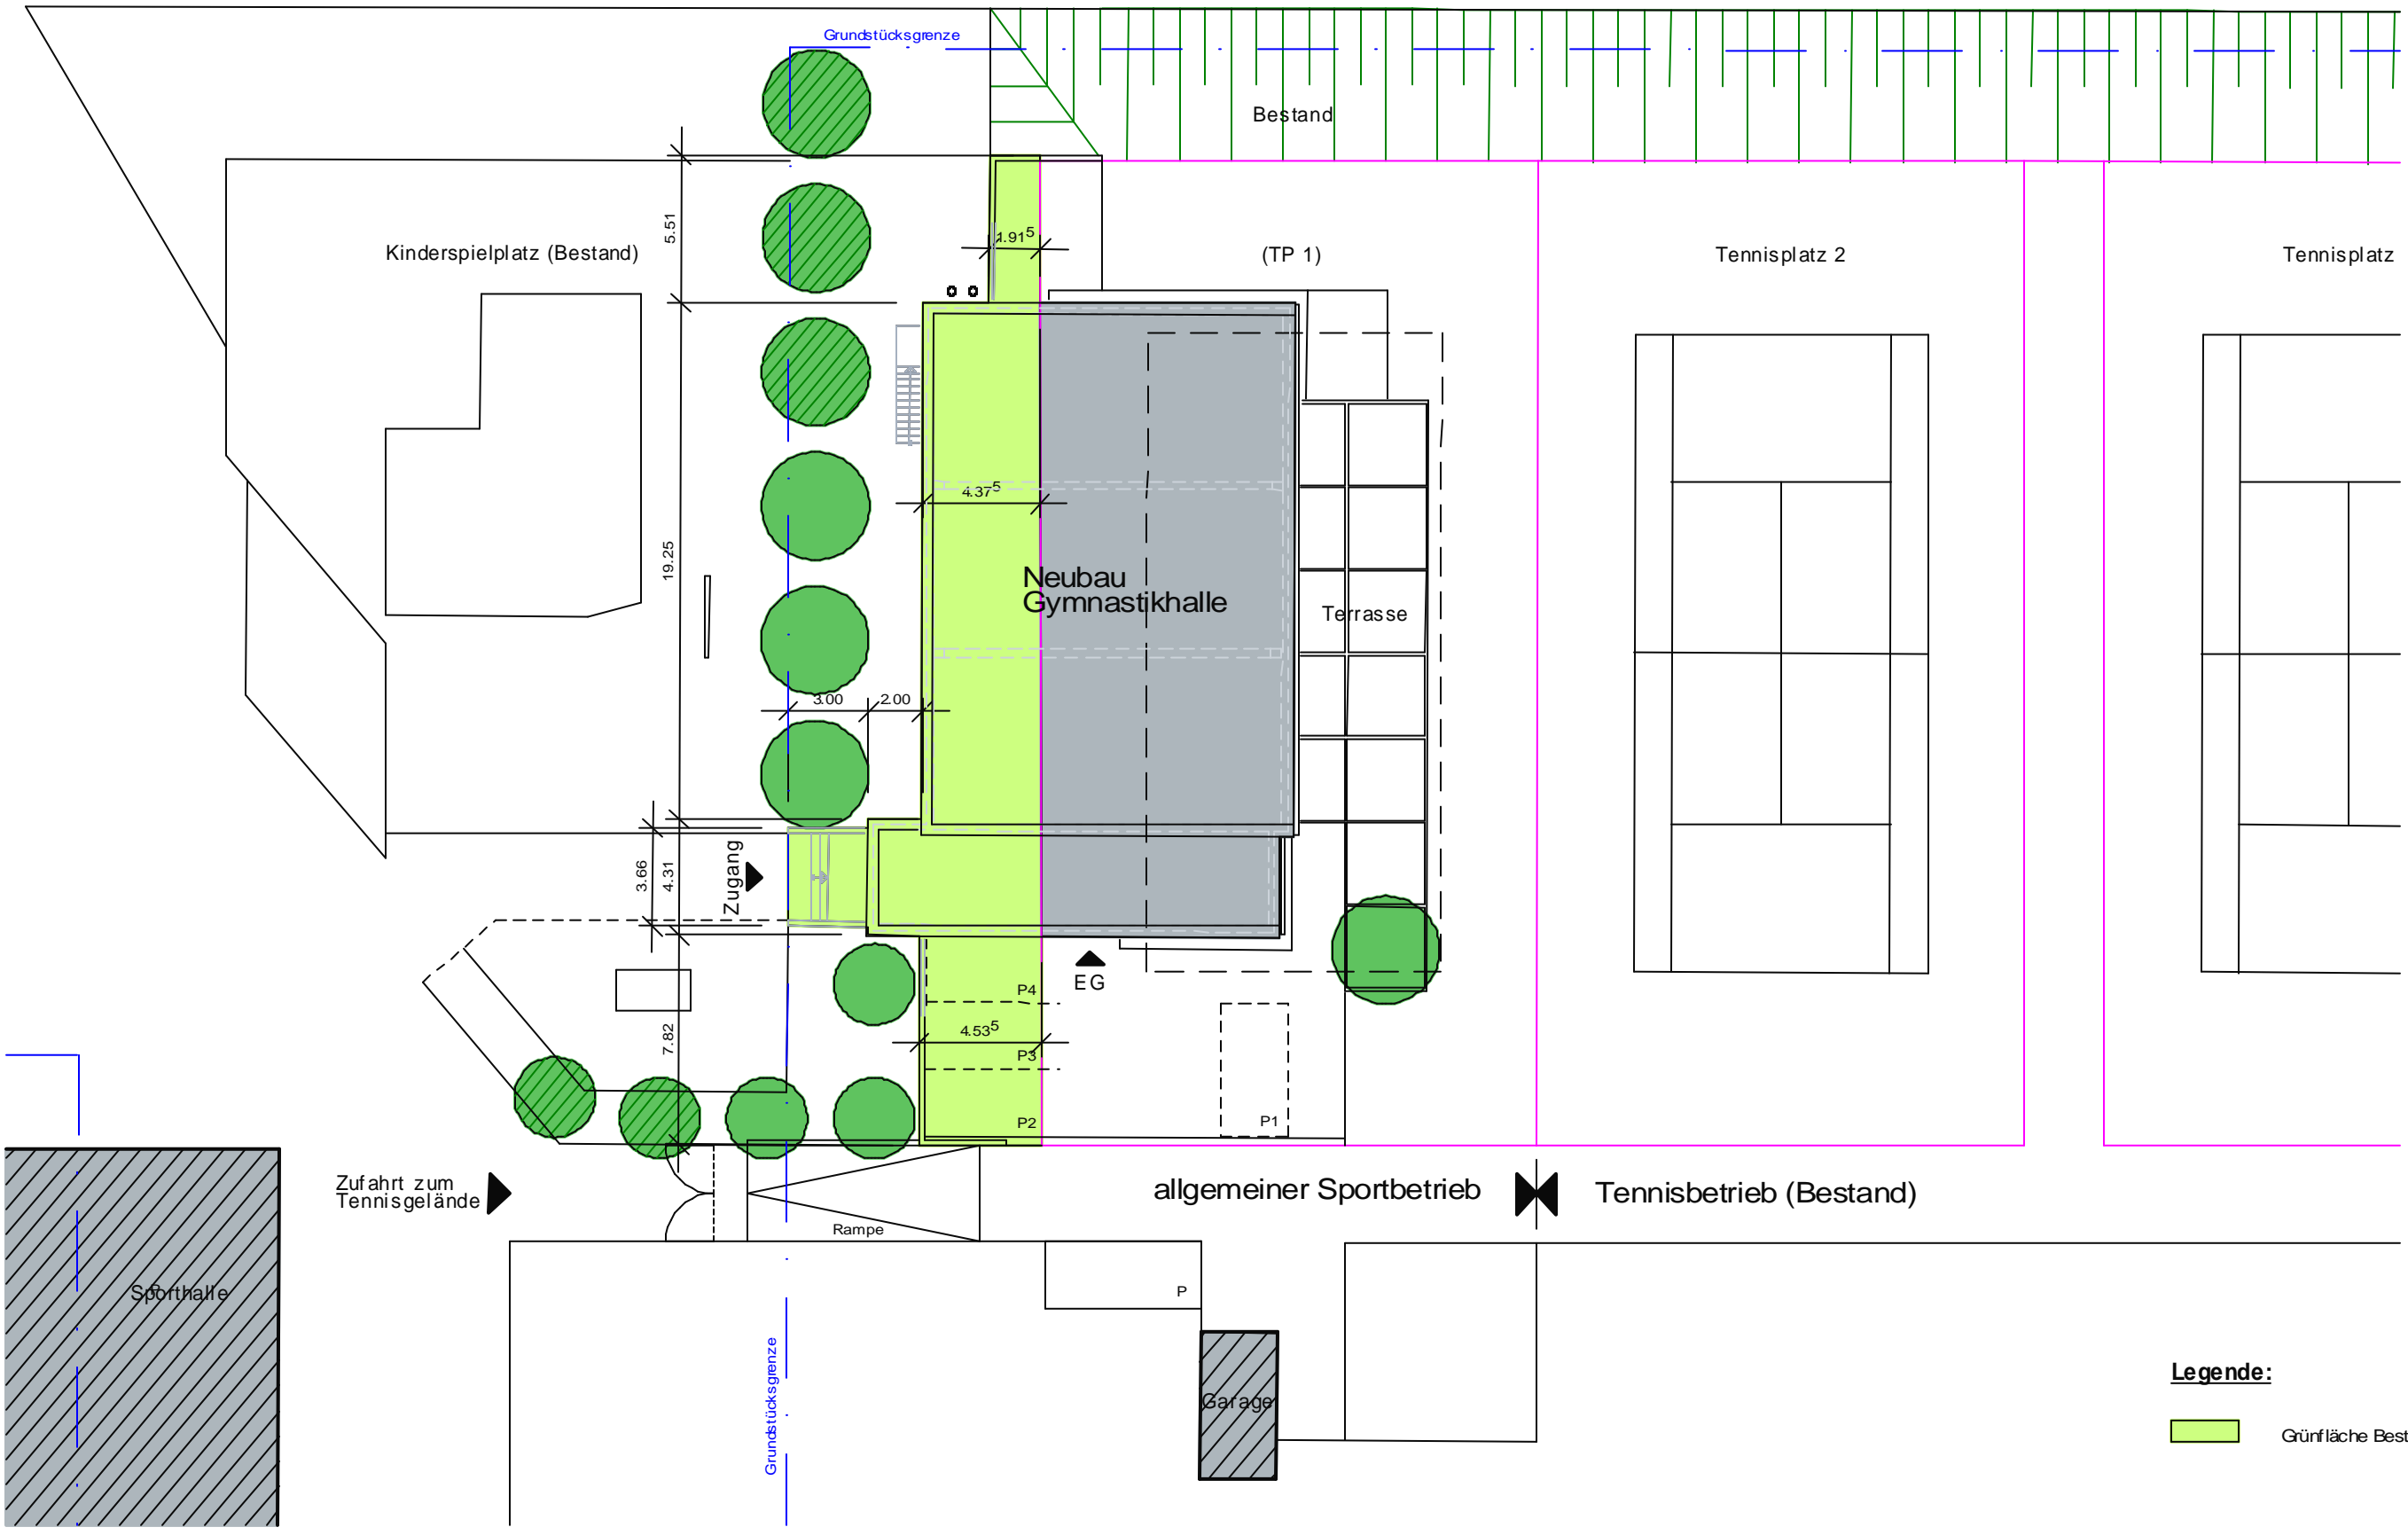 Grundstücksgrenze
Bestand
5.51
Kinderspielplatz (Bestand)
1.91⁵
(TP 1)
Tennisplatz 2
Tennisplatz
4.37⁵
19.25
Neubau
Gymnastikhalle
Terrasse
3.00
2.00
3.66
4.31
Zugang
P4
EG
4.53⁵
7.82
P3
P2
P1
Zufahrt zum
Tennisgelände
allgemeiner Sportbetrieb
Tennisbetrieb (Bestand)
Rampe
Sporthalle
P
Grundstücksgrenze
Garage
Legende:
Grünfläche Best